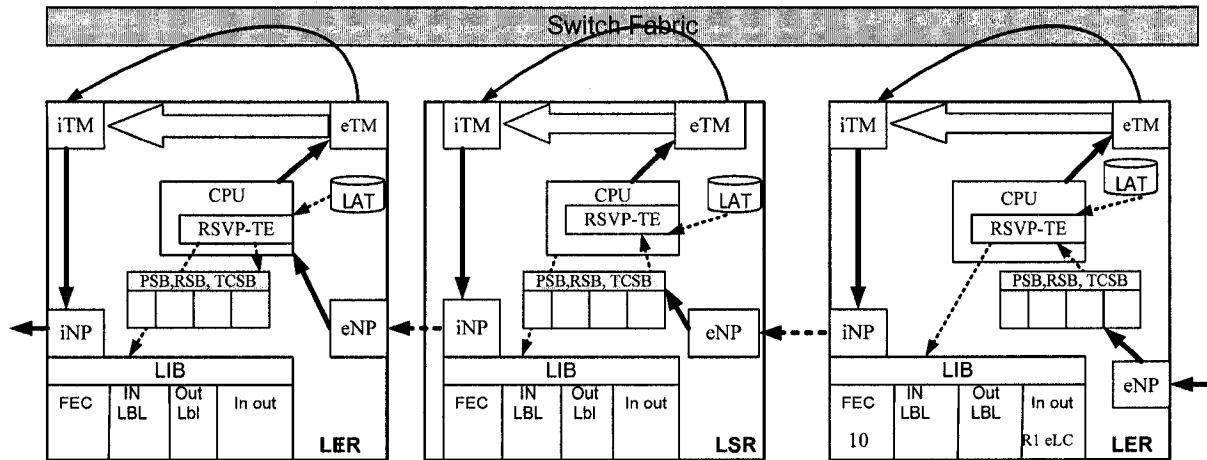 Switch Fabric
iTM
eTM
CPU
LAT
RSVP-TE
PSB,RSB, TCSB
iNP
eNP
LIB
FEC
IN
LBL
Out
Lbl
In out
LER
iTM
eTM
CPU
LAT
RSVP-TE
PSB,RSB, TCSB
iNP
eNP
LIB
FEC
IN
LBL
Out
Lbl
In out
LSR
iTM
eTM
CPU
LAT
RSVP-TE
PSB,RSB, TCSB
iNP
eNP
LIB
FEC
IN
LBL
Out
LBL
In out
10
R1 eLC
LER